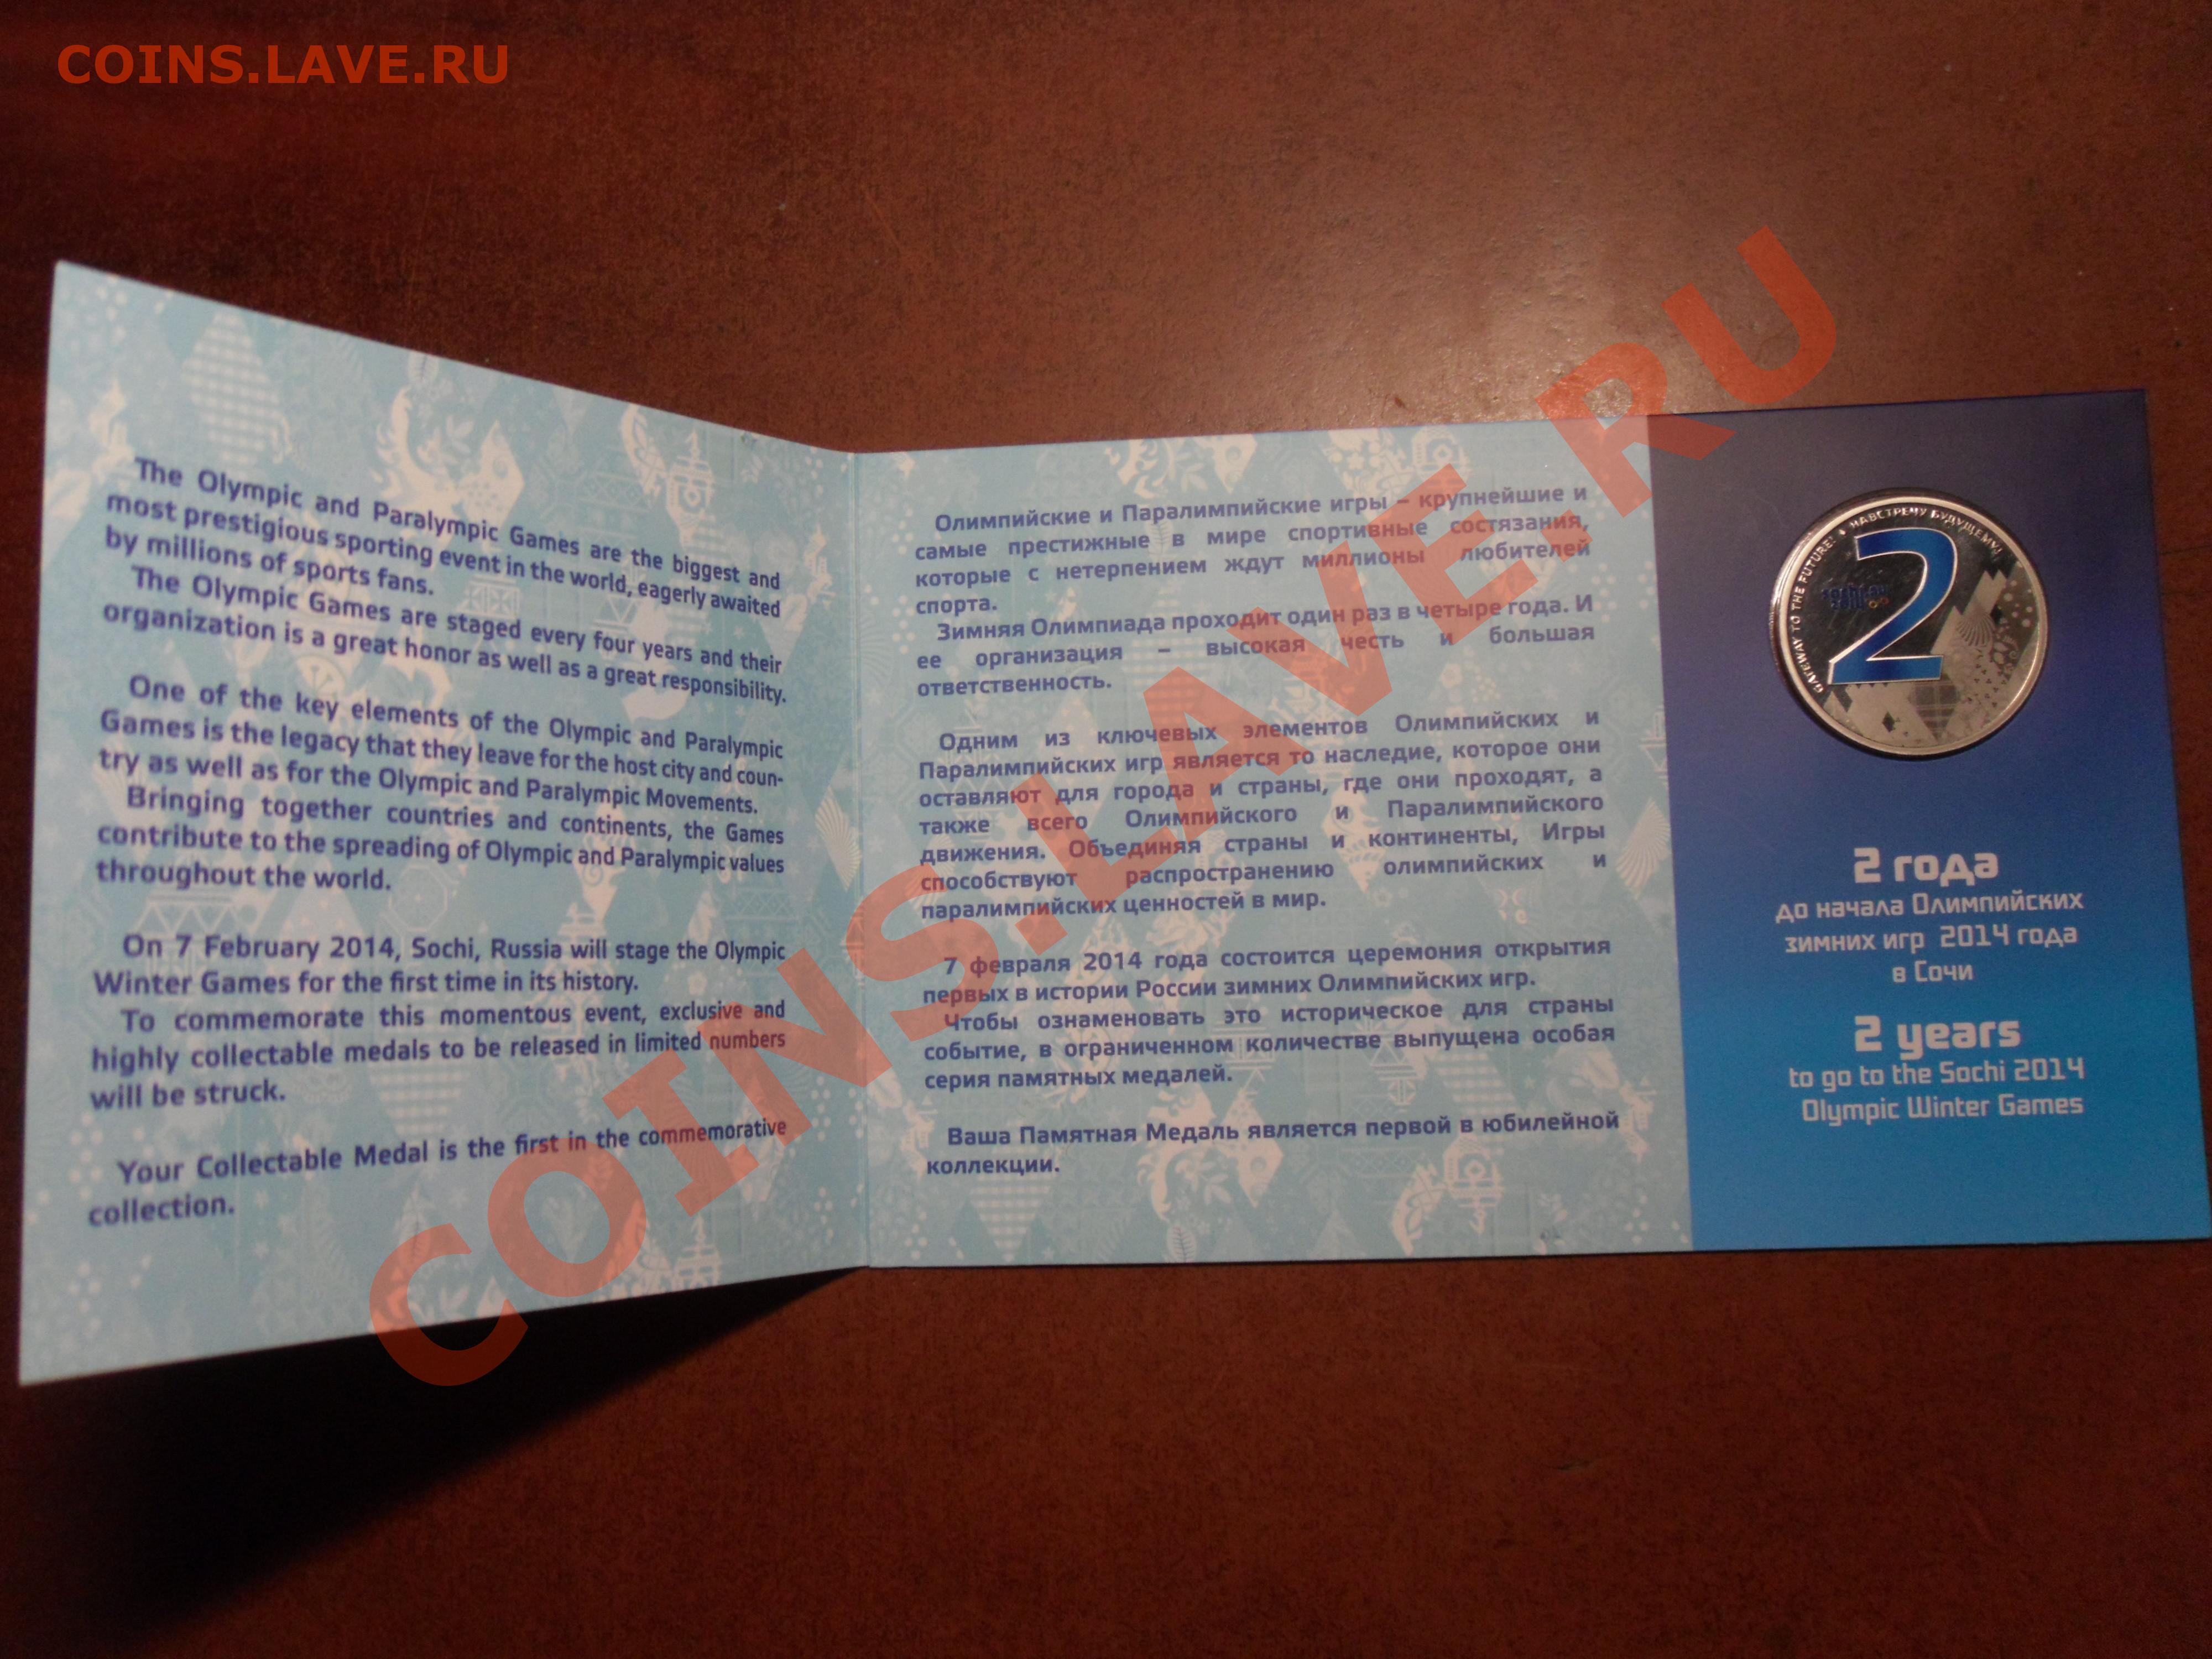 COINS.LAVE.RU
The Olympic and Paralympic Games are the biggest and
most prestigious sporting event in the world, eagerly awaited
by millions of sports fans.
The Olympic Games are staged every four years and their
organization is a great honor as well as a great responsibility.
One of the key elements of the Olympic and Paralympic
Games is the legacy that they leave for the host city and coun-
try as well as for the Olympic and Paralympic Movements.
Bringing together countries and continents, the Games
contribute to the spreading of Olympic and Paralympic values
throughout the world.
On 7 February 2014, Sochi, Russia will stage the Olympic
Winter Games for the first time in its history.
To commemorate this momentous event, exclusive and
highly collectable medals to be released in limited numbers
will be struck.
Your Collectable Medal is the first in the commemorative
collection.
Олимпийские и Паралимпийские игры – крупнейшие и
самые престижные в мире спортивные состязания,
которые с нетерпением ждут миллионы любителей
спорта.
Зимняя Олимпиада проходит один раз в четыре года. И
ее организация – высокая честь и большая
ответственность.
Одним из ключевых элементов Олимпийских и
Паралимпийских игр является то наследие, которое они
оставляют для города и страны, где они проходят, а
также всего Олимпийского и Паралимпийского
движения. Объединяя страны и континенты, Игры
способствуют распространению олимпийских и
паралимпийских ценностей в мир.
7 февраля 2014 года состоится церемония открытия
первых в истории России зимних Олимпийских игр.
Чтобы ознаменовать это историческое для страны
событие, в ограниченном количестве выпущена особая
серия памятных медалей.
Ваша Памятная Медаль является первой в юбилейной
коллекции.
GATEWAY TO THE FUTURE! НАВСТРЕЧУ БУДУЩЕМУ!
2
2 года
до начала Олимпийских
зимних игр 2014 года
в Сочи
2 years
to go to the Sochi 2014
Olympic Winter Games
COINS.LAVE.RU